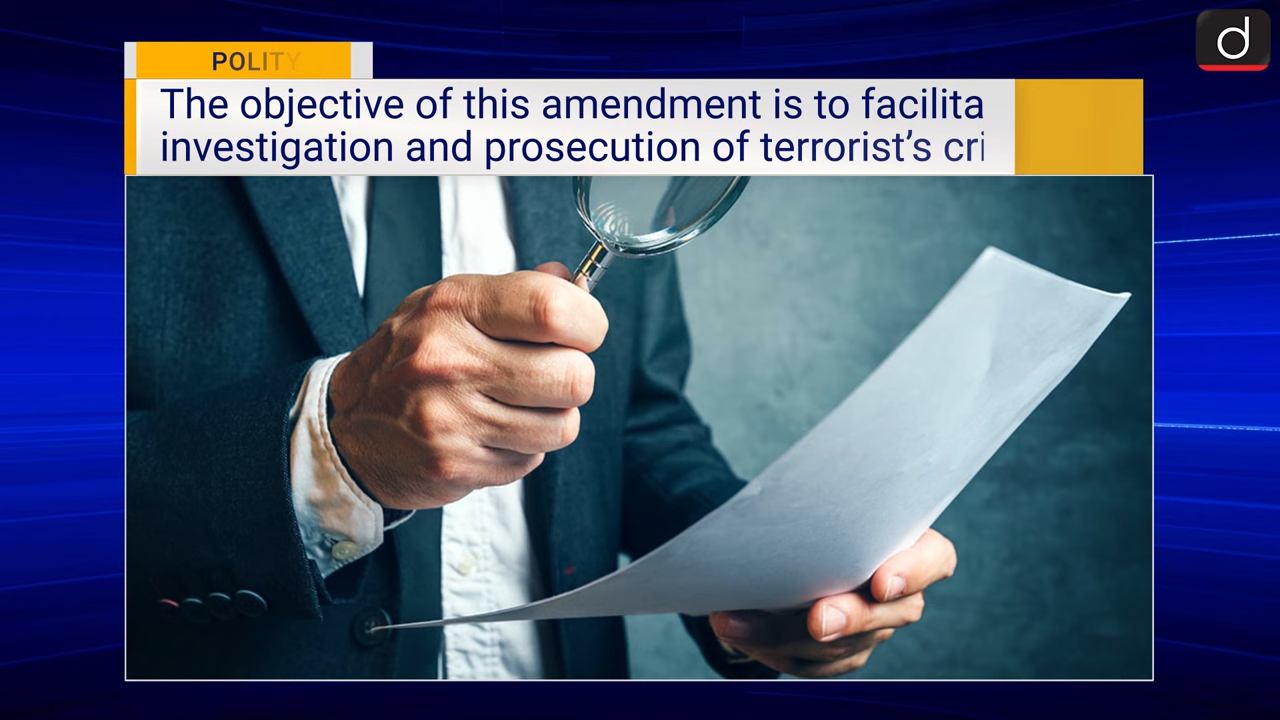 POLITY
The objective of this amendment is to facilita
investigation and prosecution of terrorist’s cri
d